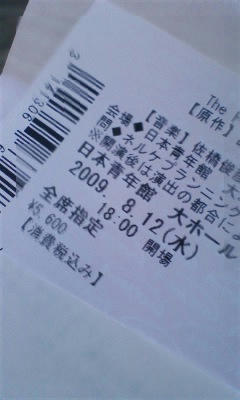 The
【原作】
【音楽】佐橋俊
会場◆日本青年館 大
問◆ネルケプランニング
※開演後は演出の都合に
日本青年館 大ホール
2009. 8.12(水)
18:00 開場
全席指定
¥5,600
【消費税込み】